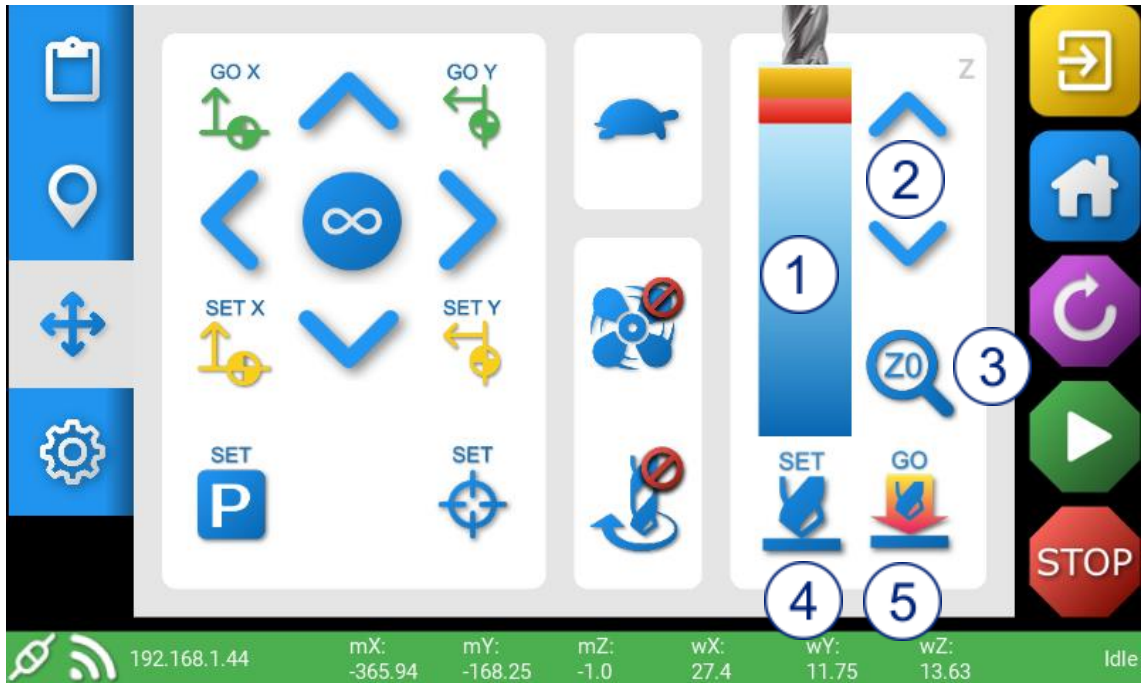 GO X
GO Y
Z
2
1
SET X
SET Y
Z0
3
SET
P
SET
SET
GO
STOP
4
5
192.168.1.44
mX:
-365.94
mY:
-168.25
mZ:
-1.0
wX:
27.4
wY:
11.75
wZ:
13.63
Idle